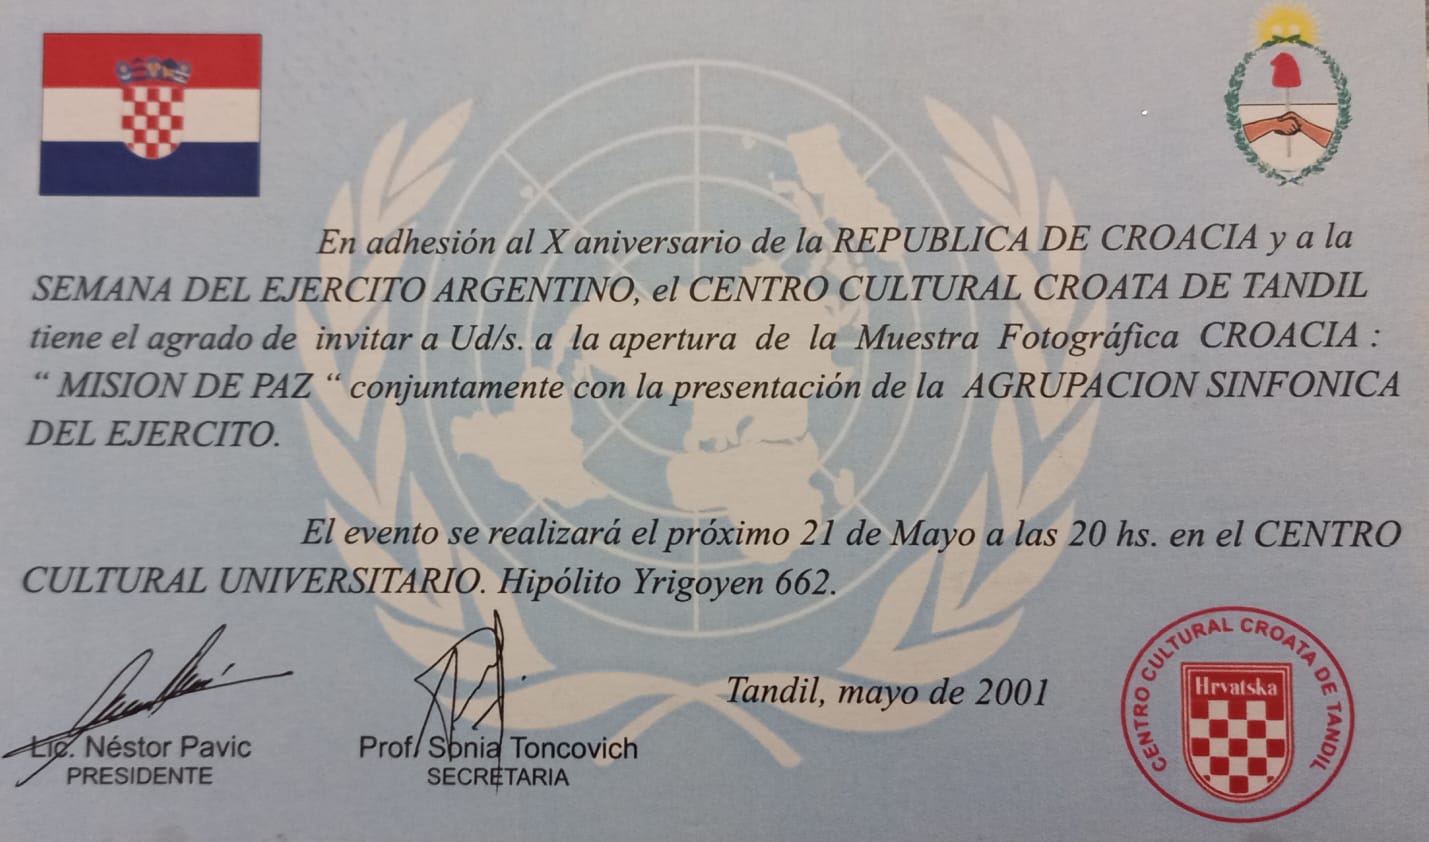 En adhesión al X aniversario de la REPUBLICA DE CROACIA y a la
SEMANA DEL EJERCITO ARGENTINO, el CENTRO CULTURAL CROATA DE TANDIL
tiene el agrado de invitar a Ud/s. a la apertura de la Muestra Fotográfica CROACIA :
“ MISION DE PAZ “ conjuntamente con la presentación de la AGRUPACION SINFONICA
DEL EJERCITO.
El evento se realizará el próximo 21 de Mayo a las 20 hs. en el CENTRO
CULTURAL UNIVERSITARIO. Hipólito Yrigoyen 662.
Tandil, mayo de 2001
Lic. Néstor Pavic
PRESIDENTE
Prof. Sonia Toncovich
SECRETARIA
CENTRO CULTURAL CROATA DE TANDIL
Hrvatska